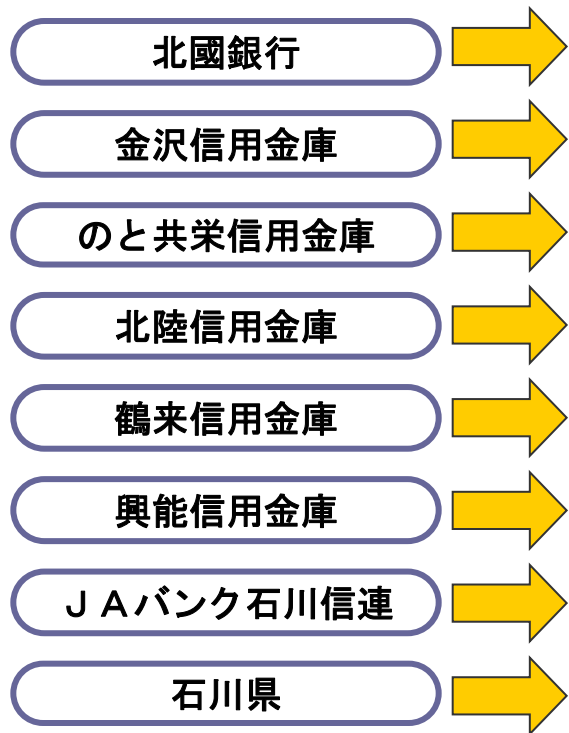 北國銀行
金沢信用金庫
のと共栄信用金庫
北陸信用金庫
鶴来信用金庫
興能信用金庫
ＪＡバンク石川信連
石川県